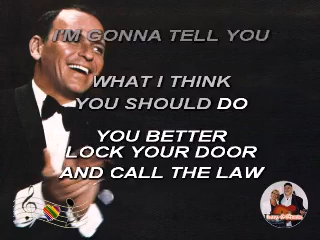 I'M GONNA TELL YOU
WHAT I THINK
YOU SHOULD DO
YOU BETTER
LOCK YOUR DOOR
AND CALL THE LAW